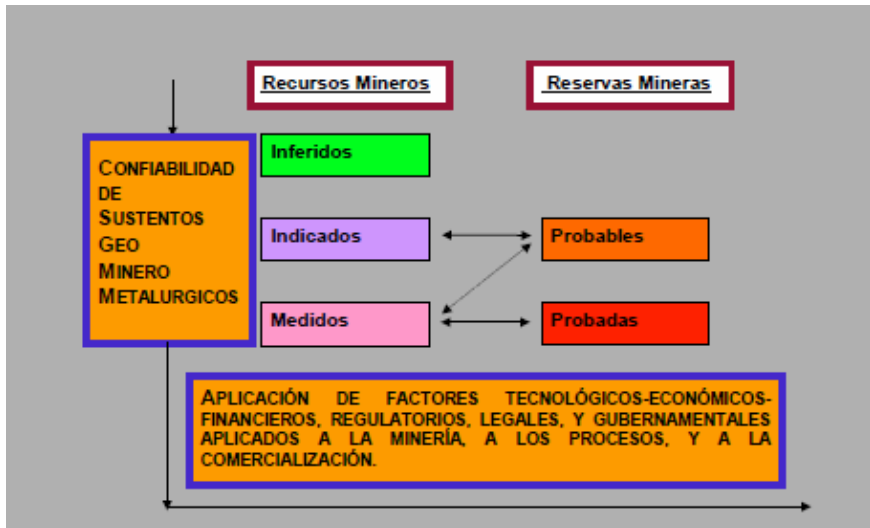 Recursos Mineros
Reservas Mineras
CONFIABILIDAD
DE
SUSTENTOS
GEO
MINERO
METALURGICOS
Inferidos
Indicados
Probables
Medidos
Probadas
APLICACIÓN DE FACTORES TECNOLÓGICOS-ECONÓMICOS-
FINANCIEROS, REGULATORIOS, LEGALES, Y GUBERNAMENTALES
APLICADOS A LA MINERÍA, A LOS PROCESOS, Y A LA
COMERCIALIZACIÓN.